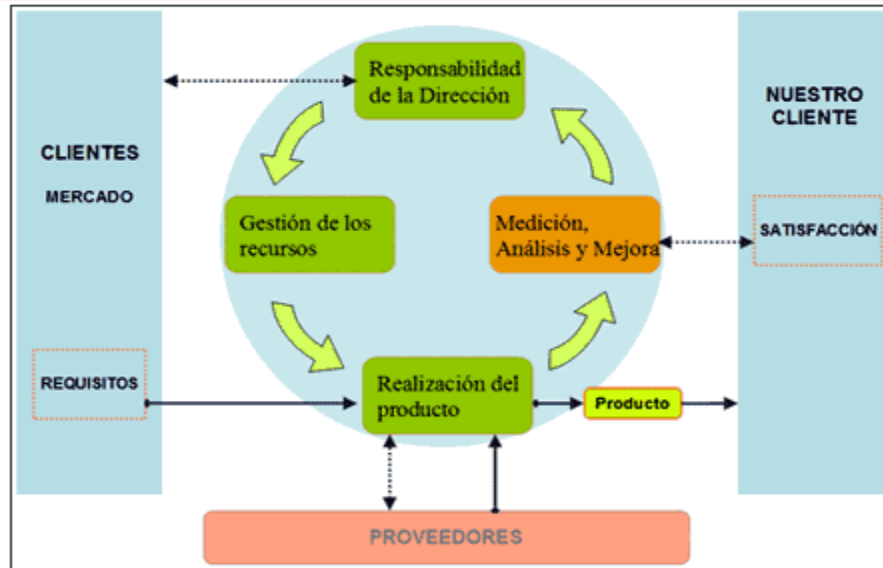 Responsabilidad
de la Dirección
CLIENTES
MERCADO
NUESTRO
CLIENTE
Gestión de los
recursos
Medición,
Análisis y Mejora
SATISFACCIÓN
REQUISITOS
Realización del
producto
Producto
PROVEEDORES